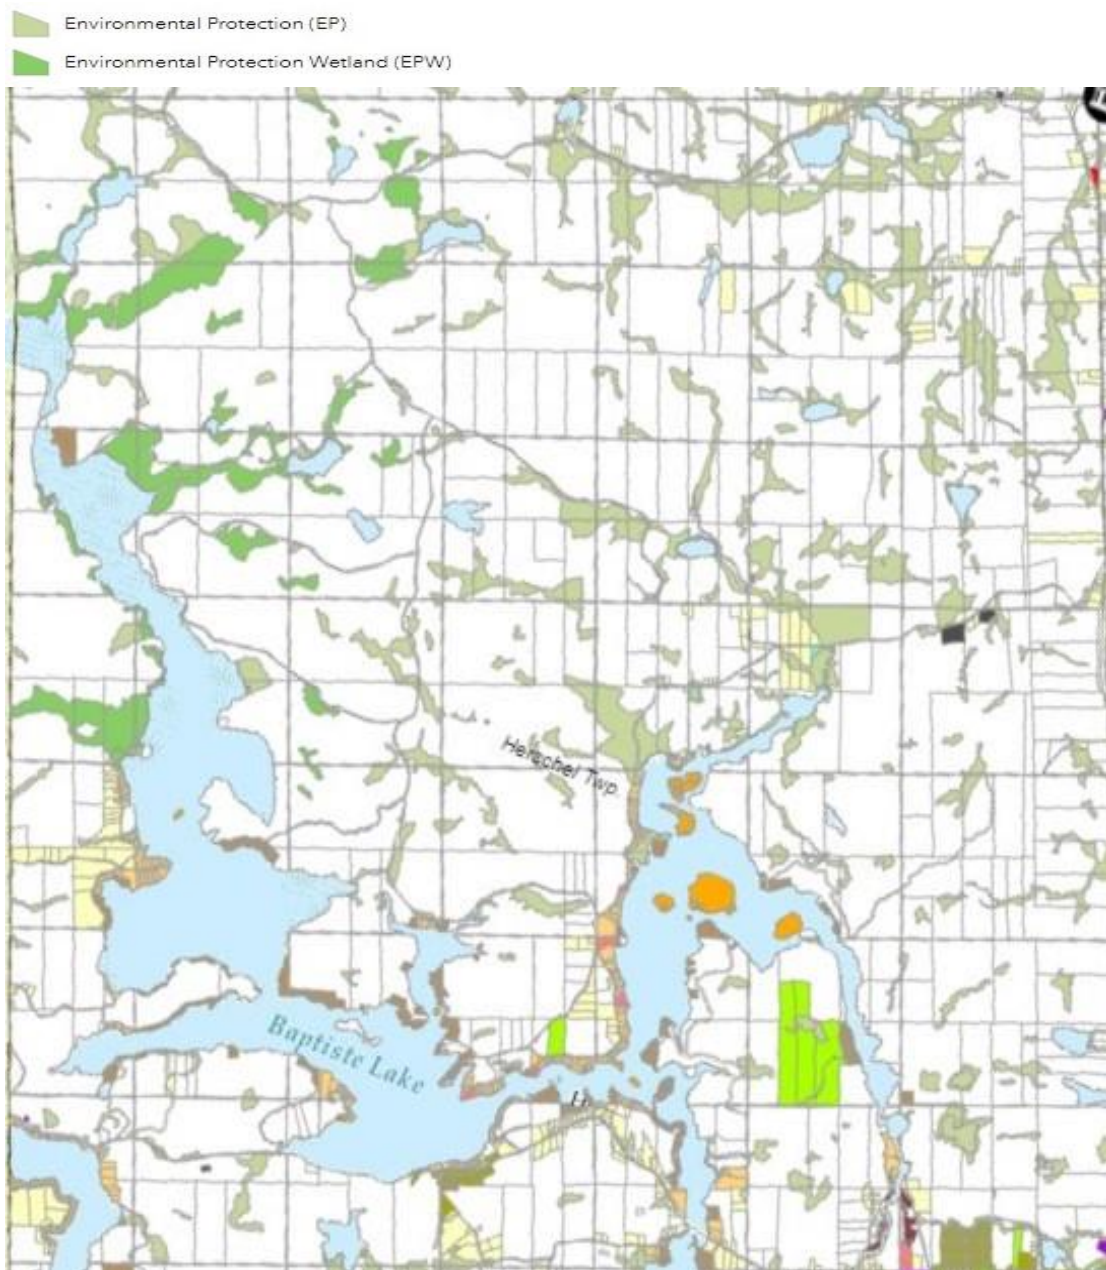 Environmental Protection (EP)
Environmental Protection Wetland (EPW)
Herschel Twp.
Baptiste Lake